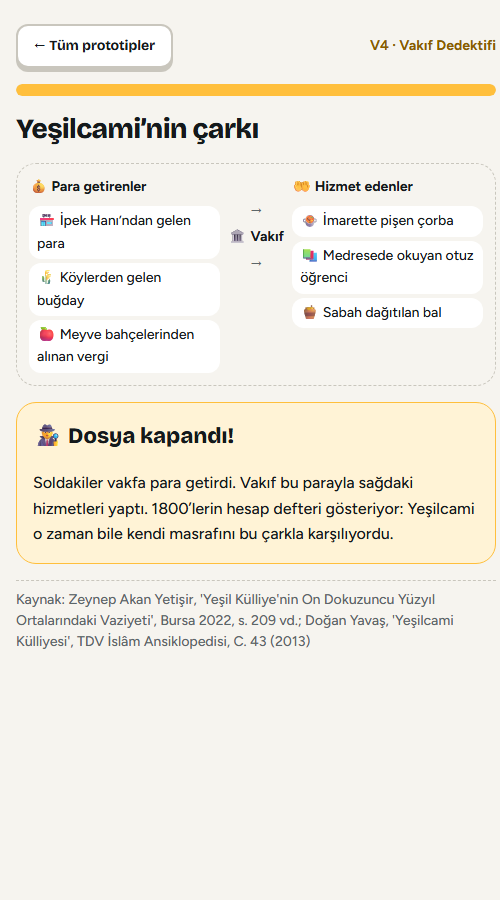 ← Tüm prototipler
V4 · Vakıf Dedektifi
Yeşilcami'nin çarkı
Para getirenler
İpek Hanı'ndan gelen
para
Köylerden gelen
buğday
Meyve bahçelerinden
alınan vergi
→
Vakıf
→
Hizmet edenler
İmarette pişen çorba
Medresede okuyan otuz
öğrenci
Sabah dağıtılan bal
Dosya kapandı!
Soldakiler vakfa para getirdi. Vakıf bu parayla sağdaki
hizmetleri yaptı. 1800'lerin hesap defteri gösteriyor: Yeşilcami
o zaman bile kendi masrafını bu çarkla karşılıyordu.
Kaynak: Zeynep Akan Yetişir, 'Yeşil Külliye'nin On Dokuzuncu Yüzyıl
Ortalarındaki Vaziyeti', Bursa 2022, s. 209 vd.; Doğan Yavaş, 'Yeşilcami
Külliyesi', TDV İslâm Ansiklopedisi, C. 43 (2013)